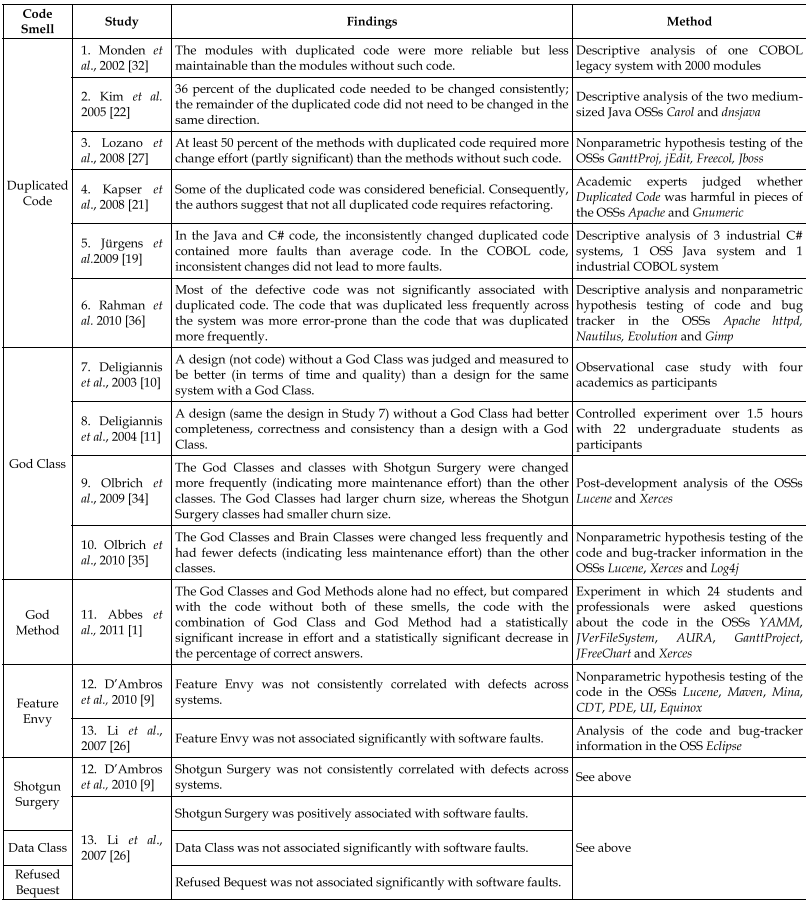 Code Smell
Study
Findings
Method
Duplicated Code
1. Monden et
al., 2002 [32]
The modules with duplicated code were more reliable but less
maintainable than the modules without such code.
Descriptive analysis of one COBOL
legacy system with 2000 modules
2. Kim et al.
2005 [22]
36 percent of the duplicated code needed to be changed consistently;
the remainder of the duplicated code did not need to be changed in the
same direction.
Descriptive analysis of the two medium-
sized Java OSSs Carol and dnsjava
3. Lozano et
al., 2008 [27]
At least 50 percent of the methods with duplicated code required more
change effort (partly significant) than the methods without such code.
Nonparametric hypothesis testing of the
OSSs GanttProj, jEdit, Freecol, Jboss
4. Kapser et
al., 2008 [21]
Some of the duplicated code was considered beneficial. Consequently,
the authors suggest that not all duplicated code requires refactoring.
Academic experts judged whether
Duplicated Code was harmful in pieces of
the OSSs Apache and Gnumeric
5. Jürgens et
al.2009 [19]
In the Java and C# code, the inconsistently changed duplicated code
contained more faults than average code. In the COBOL code,
inconsistent changes did not lead to more faults.
Descriptive analysis of 3 industrial C#
systems, 1 OSS Java system and 1
industrial COBOL system
6. Rahman et
al. 2010 [36]
Most of the defective code was not significantly associated with
duplicated code. The code that was duplicated less frequently across
the system was more error-prone than the code that was duplicated
more frequently.
Descriptive analysis and nonparametric
hypothesis testing of code and bug
tracker in the OSSs Apache httpd,
Nautilus, Evolution and Gimp
God Class
7. Deligiannis
et al., 2003 [10]
A design (not code) without a God Class was judged and measured to
be better (in terms of time and quality) than a design for the same
system with a God Class.
Observational case study with four
academics as participants
8. Deligiannis
et al., 2004 [11]
A design (same the design in Study 7) without a God Class had better
completeness, correctness and consistency than a design with a God
Class.
Controlled experiment over 1.5 hours
with 22 undergraduate students as
participants
9. Olbrich et
al., 2009 [34]
The God Classes and classes with Shotgun Surgery were changed
more frequently (indicating more maintenance effort) than the other
classes. The God Classes had larger churn size, whereas the Shotgun
Surgery classes had smaller churn size.
Post-development analysis of the OSSs
Lucene and Xerces
10. Olbrich et
al., 2010 [35]
The God Classes and Brain Classes were changed less frequently and
had fewer defects (indicating less maintenance effort) than the other
classes.
Nonparametric hypothesis testing of the
code and bug-tracker information in the
OSSs Lucene, Xerces and Log4j
God
Method
11. Abbes et
al., 2011 [1]
The God Classes and God Methods alone had no effect, but compared
with the code without both of these smells, the code with the
combination of God Class and God Method had a statistically
significant increase in effort and a statistically significant decrease in
the percentage of correct answers.
Experiment in which 24 students and
professionals were asked questions
about the code in the OSSs YAMM,
JVerFileSystem, AURA, GanttProject,
JFreeChart and Xerces
Feature
Envy
12. D'Ambros
et al., 2010 [9]
Feature Envy was not consistently correlated with defects across
systems.
Nonparametric hypothesis testing of the
code in the OSSs Lucene, Maven, Mina,
CDT, PDE, UI, Equinox
13. Li et al.,
2007 [26]
Feature Envy was not associated significantly with software faults.
Analysis of the code and bug-tracker
information in the OSS Eclipse
Shotgun
Surgery
12. D'Ambros
et al., 2010 [9]
Shotgun Surgery was not consistently correlated with defects across
systems.
See above
13. Li et al.,
2007 [26]
Shotgun Surgery was positively associated with software faults.
See above
Data Class
Data Class was not associated significantly with software faults.
Refused
Bequest
Refused Bequest was not associated significantly with software faults.